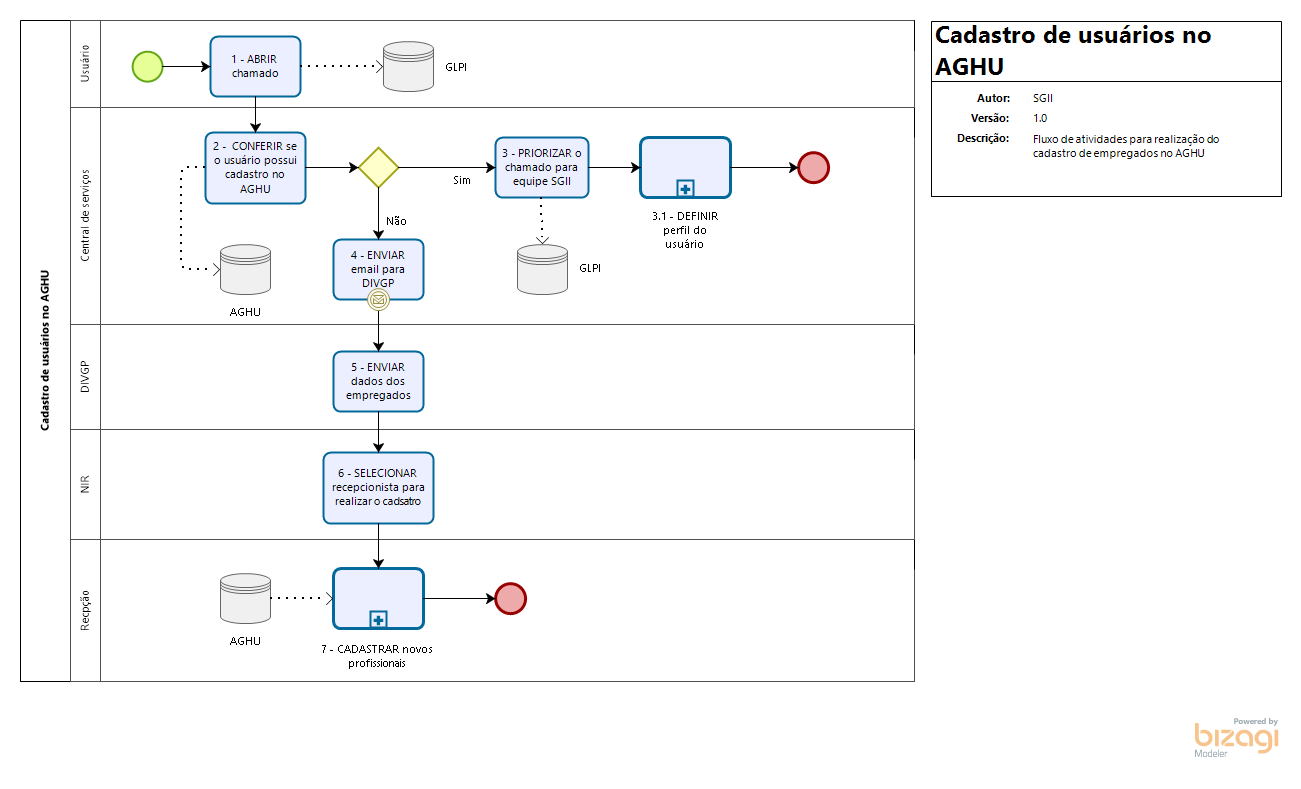 Cadastro de usuários no AGHU
Usuário
1 - ABRIR
chamado
GLPI
Central de serviços
2 -  CONFERIR se
o usuário possui
cadastro no
AGHU
AGHU
Sim
Não
3 - PRIORIZAR o
chamado para
equipe SGII
GLPI
3.1 - DEFINIR
perfil do
usuário
4 - ENVIAR
email para
DIVGP
DIVGP
5 - ENVIAR
dados dos
empregados
NIR
6 - SELECIONAR
recepcionista para
realizar o cadsatro
Recpção
AGHU
7 - CADASTRAR novos
profissionais
Cadastro de usuários no
AGHU
Autor: SGII
Versão: 1.0
Descrição: Fluxo de atividades para realização do
cadastro de empregados no AGHU
Powered by
bizagi
Modeler